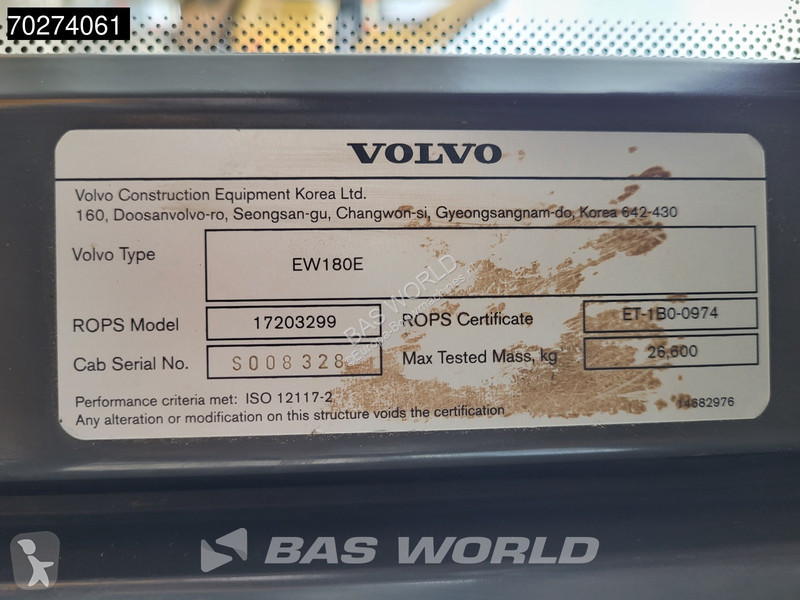 70274061
VOLVO
Volvo Construction Equipment Korea Ltd.
160, Doosanvolvo-ro, Seongsan-gu, Changwon-si, Gyeongsangnam-do, Korea 642-430
Volvo Type EW180E
ROPS Model 17203299 ROPS Certificate ET-1B0-0974
Cab Serial No. S008328 Max Tested Mass, kg 26,600
Performance criteria met: ISO 12117-2
Any alteration or modification on this structure voids the certification 14682976
BAS WORLD
BAS WORLD